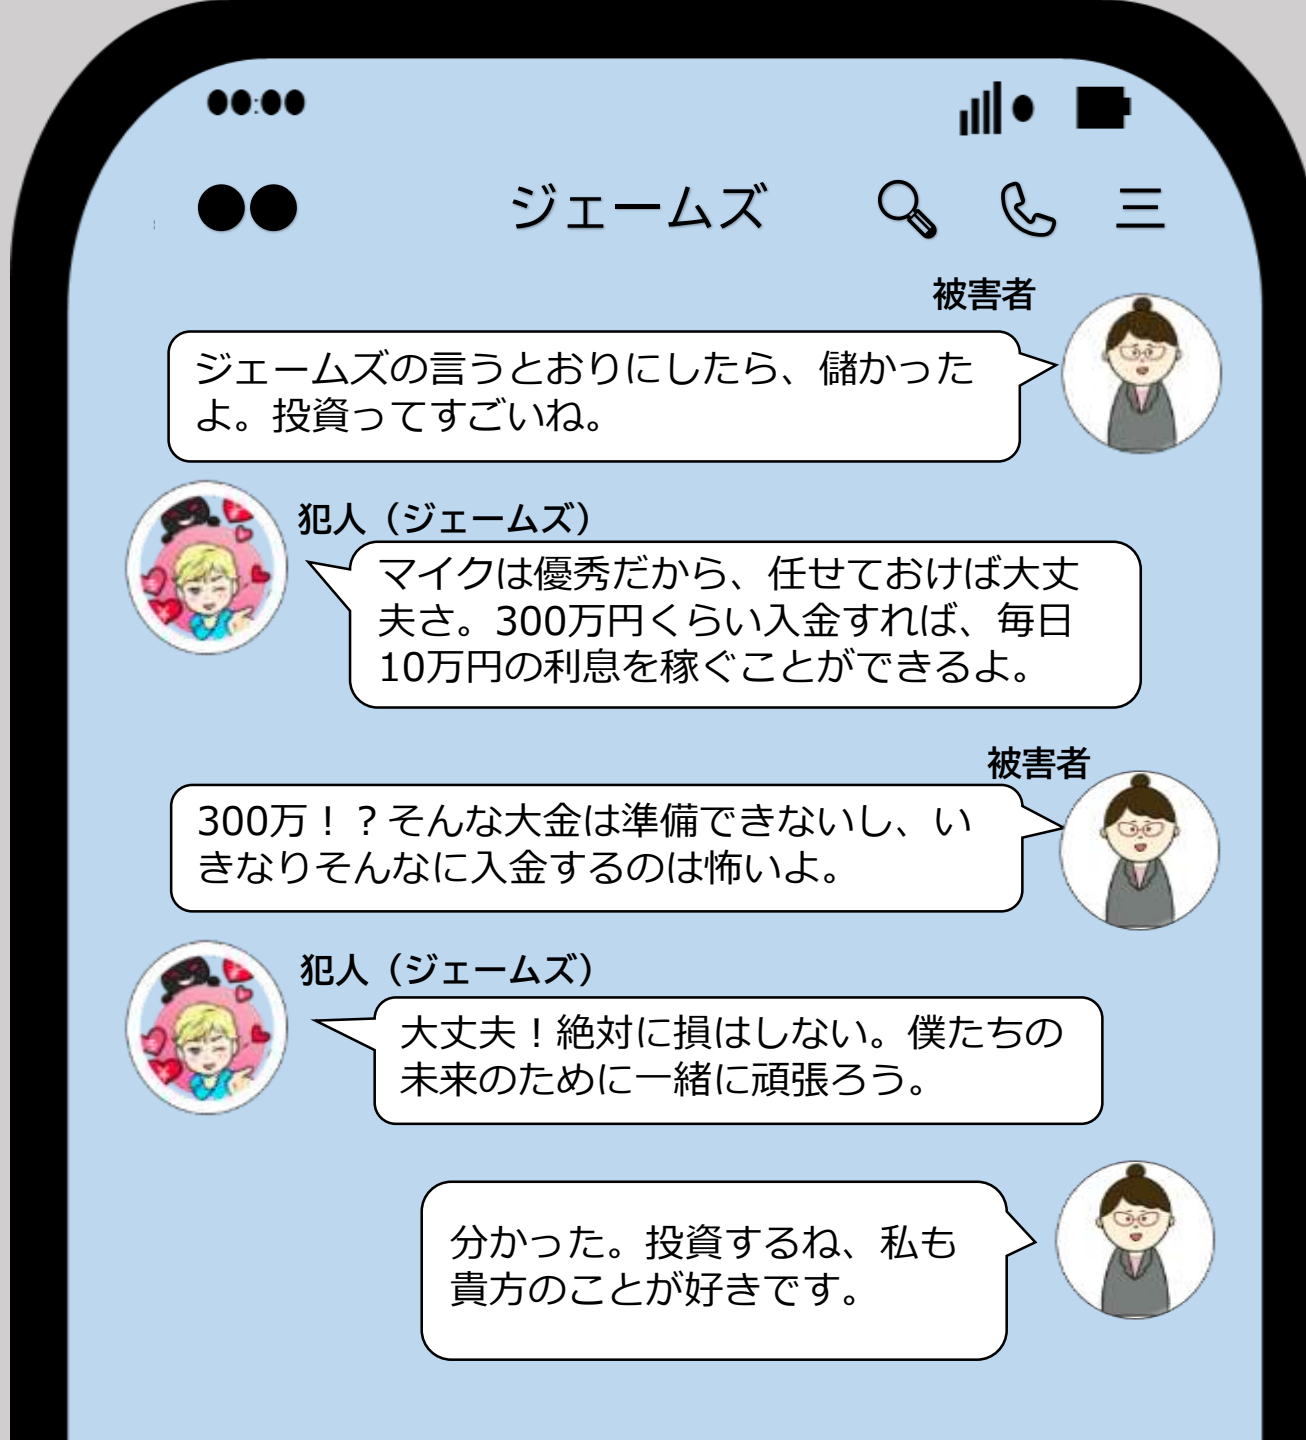 ●●:●●
●●
ジェームズ
被害者
ジェームズの言うとおりにしたら、儲かった
よ。投資ってすごいね。
犯人（ジェームズ）
マイクは優秀だから、任せておけば大丈
夫さ。300万円くらい入金すれば、毎日
10万円の利息を稼ぐことができるよ。
被害者
300万！？そんな大金は準備できないし、い
きなりそんなに入金するのは怖いよ。
犯人（ジェームズ）
大丈夫！絶対に損はしない。僕たちの
未来のために一緒に頑張ろう。
分かった。投資するね、私も
貴方のことが好きです。